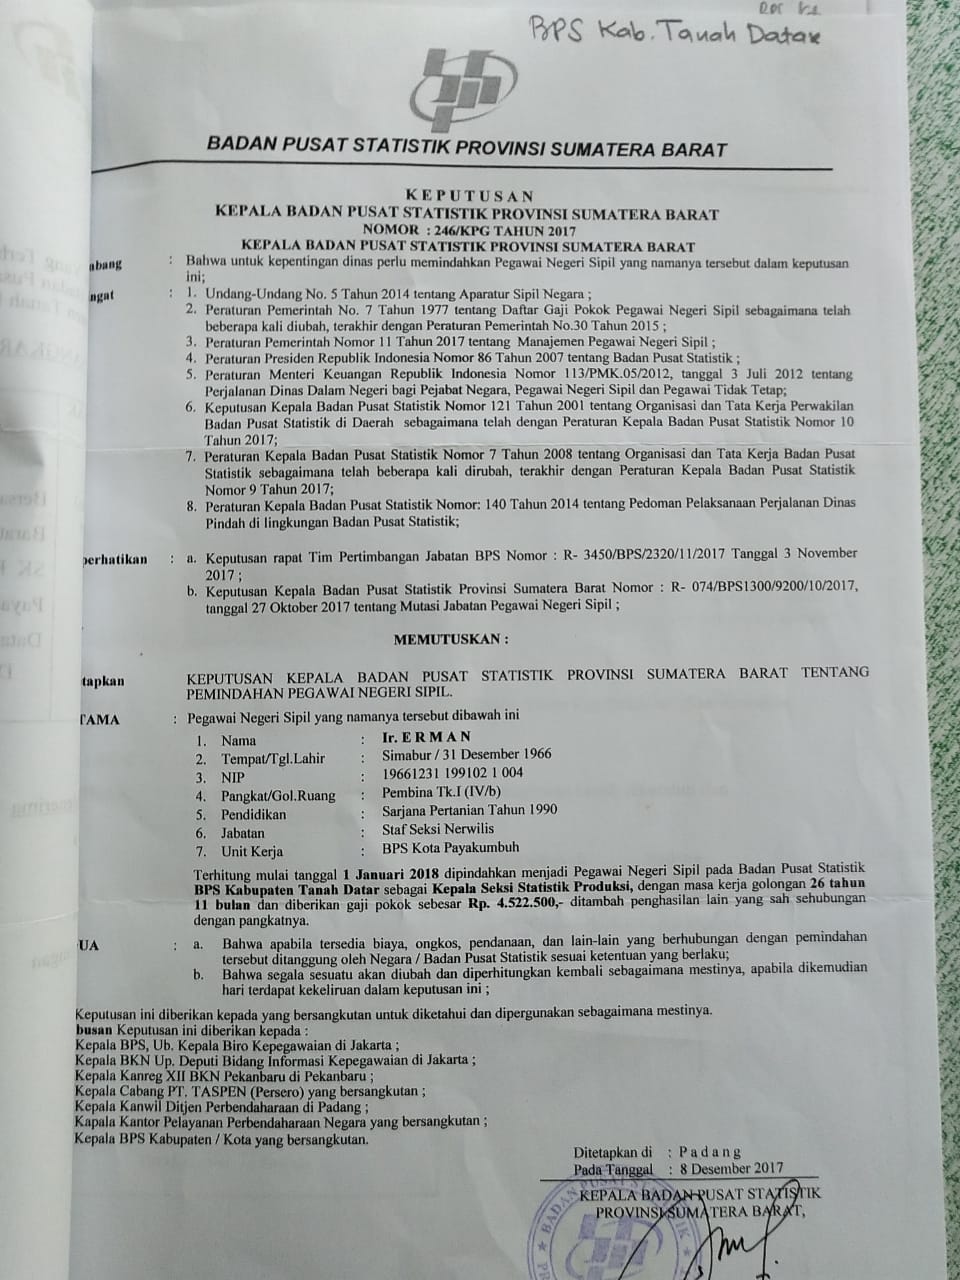 BPS Kab. Tanah Datar
BADAN PUSAT STATISTIK PROVINSI SUMATERA BARAT
KEPUTUSAN
KEPALA BADAN PUSAT STATISTIK PROVINSI SUMATERA BARAT
NOMOR : 246/KPG TAHUN 2017
KEPALA BADAN PUSAT STATISTIK PROVINSI SUMATERA BARAT
nbang : Bahwa untuk kepentingan dinas perlu memindahkan Pegawai Negeri Sipil yang namanya tersebut dalam keputusan
ini;
ngat : 1. Undang-Undang No. 5 Tahun 2014 tentang Aparatur Sipil Negara ;
2. Peraturan Pemerintah No. 7 Tahun 1977 tentang Daftar Gaji Pokok Pegawai Negeri Sipil sebagaimana telah
beberapa kali diubah, terakhir dengan Peraturan Pemerintah No.30 Tahun 2015 ;
3. Peraturan Pemerintah Nomor 11 Tahun 2017 tentang Manajemen Pegawai Negeri Sipil ;
4. Peraturan Presiden Republik Indonesia Nomor 86 Tahun 2007 tentang Badan Pusat Statistik ;
5. Peraturan Menteri Keuangan Republik Indonesia Nomor 113/PMK.05/2012, tanggal 3 Juli 2012 tentang
Perjalanan Dinas Dalam Negeri bagi Pejabat Negara, Pegawai Negeri Sipil dan Pegawai Tidak Tetap;
6. Keputusan Kepala Badan Pusat Statistik Nomor 121 Tahun 2001 tentang Organisasi dan Tata Kerja Perwakilan
Badan Pusat Statistik di Daerah sebagaimana telah dengan Peraturan Kepala Badan Pusat Statistik Nomor 10
Tahun 2017;
7. Peraturan Kepala Badan Pusat Statistik Nomor 7 Tahun 2008 tentang Organisasi dan Tata Kerja Badan Pusat
Statistik sebagaimana telah beberapa kali dirubah, terakhir dengan Peraturan Kepala Badan Pusat Statistik
Nomor 9 Tahun 2017;
8. Peraturan Kepala Badan Pusat Statistik Nomor: 140 Tahun 2014 tentang Pedoman Pelaksanaan Perjalanan Dinas
Pindah di lingkungan Badan Pusat Statistik;
perhatikan : a. Keputusan rapat Tim Pertimbangan Jabatan BPS Nomor : R- 3450/BPS/2320/11/2017 Tanggal 3 November
2017 ;
b. Keputusan Kepala Badan Pusat Statistik Provinsi Sumatera Barat Nomor : R- 074/BPS1300/9200/10/2017,
tanggal 27 Oktober 2017 tentang Mutasi Jabatan Pegawai Negeri Sipil ;
MEMUTUSKAN :
tapkan KEPUTUSAN KEPALA BADAN PUSAT STATISTIK PROVINSI SUMATERA BARAT TENTANG
PEMINDAHAN PEGAWAI NEGERI SIPIL.
TAMA : Pegawai Negeri Sipil yang namanya tersebut dibawah ini
1. Nama : Ir. E R M A N
2. Tempat/Tgl.Lahir : Simabur / 31 Desember 1966
3. NIP : 19661231 199102 1 004
4. Pangkat/Gol.Ruang : Pembina Tk.I (IV/b)
5. Pendidikan : Sarjana Pertanian Tahun 1990
6. Jabatan : Staf Seksi Nerwilis
7. Unit Kerja : BPS Kota Payakumbuh
Terhitung mulai tanggal 1 Januari 2018 dipindahkan menjadi Pegawai Negeri Sipil pada Badan Pusat Statistik
BPS Kabupaten Tanah Datar sebagai Kepala Seksi Statistik Produksi, dengan masa kerja golongan 26 tahun
11 bulan dan diberikan gaji pokok sebesar Rp. 4.522.500,- ditambah penghasilan lain yang sah sehubungan
dengan pangkatnya.
UA : a. Bahwa apabila tersedia biaya, ongkos, pendanaan, dan lain-lain yang berhubungan dengan pemindahan
tersebut ditanggung oleh Negara / Badan Pusat Statistik sesuai ketentuan yang berlaku;
b. Bahwa segala sesuatu akan diubah dan diperhitungkan kembali sebagaimana mestinya, apabila dikemudian
hari terdapat kekeliruan dalam keputusan ini ;
Keputusan ini diberikan kepada yang bersangkutan untuk diketahui dan dipergunakan sebagaimana mestinya.
busan Keputusan ini diberikan kepada :
Kepala BPS, Ub. Kepala Biro Kepegawaian di Jakarta ;
Kepala BKN Up. Deputi Bidang Informasi Kepegawaian di Jakarta ;
Kepala Kanreg XII BKN Pekanbaru di Pekanbaru ;
Kepala Cabang PT. TASPEN (Persero) yang bersangkutan ;
Kepala Kanwil Ditjen Perbendaharaan di Padang ;
Kapala Kantor Pelayanan Perbendaharaan Negara yang bersangkutan ;
Kepala BPS Kabupaten / Kota yang bersangkutan.
Ditetapkan di : P a d a n g
Pada Tanggal : 8 Desember 2017
KEPALA BADAN PUSAT STATISTIK
PROVINSI SUMATERA BARAT,